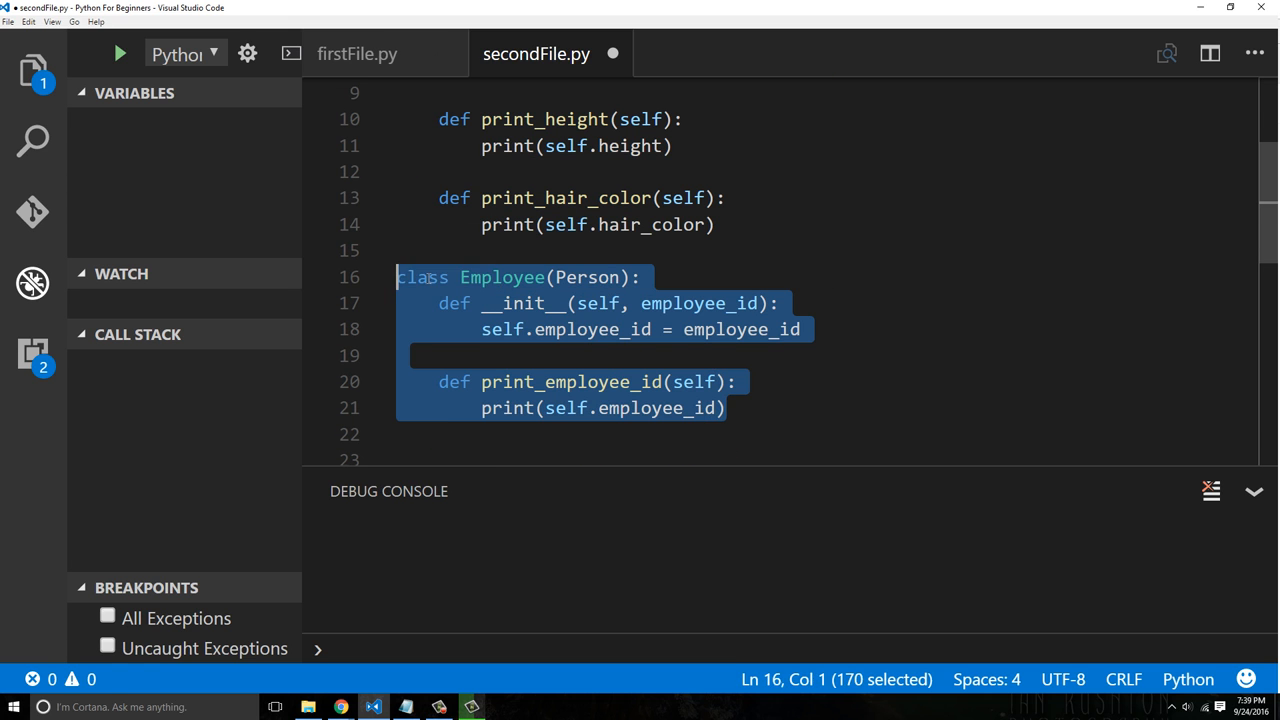 ● secondFile.py - Python For Beginners - Visual Studio Code
File Edit View Go Help
Pythor ▼
firstFile.py
secondFile.py ●
1
2
VARIABLES
WATCH
CALL STACK
BREAKPOINTS
All Exceptions
Uncaught Exceptions
9
10 def print_height(self):
11 print(self.height)
12
13 def print_hair_color(self):
14 print(self.hair_color)
15
16 class Employee(Person):
17 def __init__(self, employee_id):
18 self.employee_id = employee_id
19
20 def print_employee_id(self):
21 print(self.employee_id)
22
23
DEBUG CONSOLE
0 0
Ln 16, Col 1 (170 selected) Spaces: 4 UTF-8 CRLF Python
I'm Cortana. Ask me anything.
7:39 PM
9/24/2016